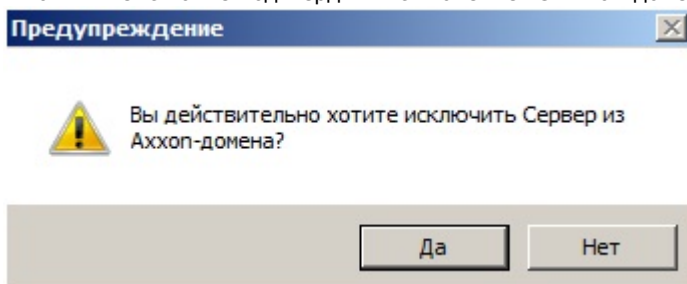 Предупреждение
Вы действительно хотите исключить Сервер из
Axxon-домена?
Да
Нет